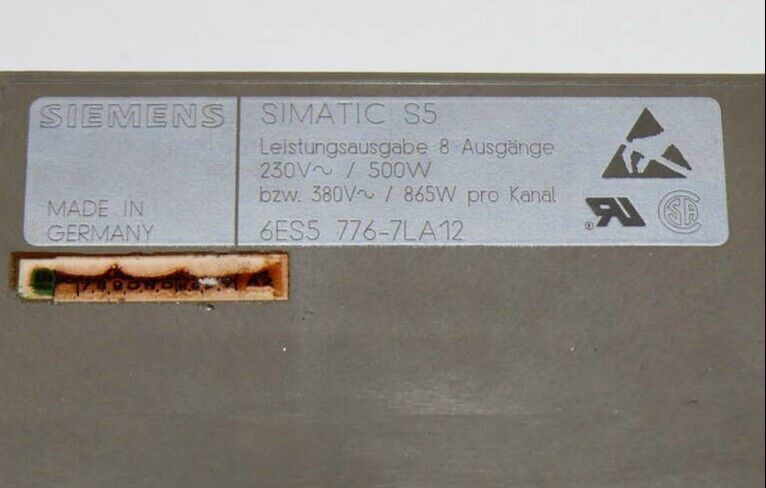 SIEMENS
SIMATIC S5
Leistungsausgabe 8 Ausgänge
230V~ / 500W
bzw. 380V~ / 865W pro Kanal
6ES5 776-7LA12
MADE IN
GERMANY
®